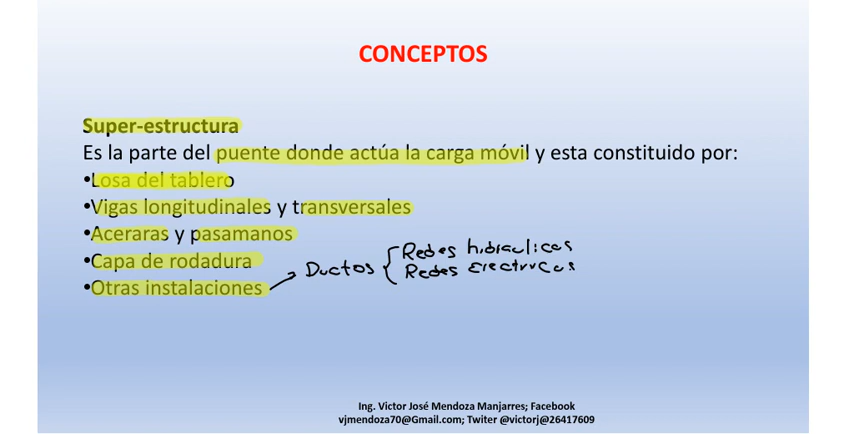 CONCEPTOS
Super-estructura
Es la parte del puente donde actúa la carga móvil y esta constituido por:
•Losa del tablero
•Vigas longitudinales y transversales
•Aceraras y pasamanos
•Capa de rodadura
•Otras instalaciones
Ductos
Redes hidraulicas
Redes Electricas
Ing. Victor José Mendoza Manjarres; Facebook
vjmendoza70@Gmail.com; Twiter @victorj@26417609